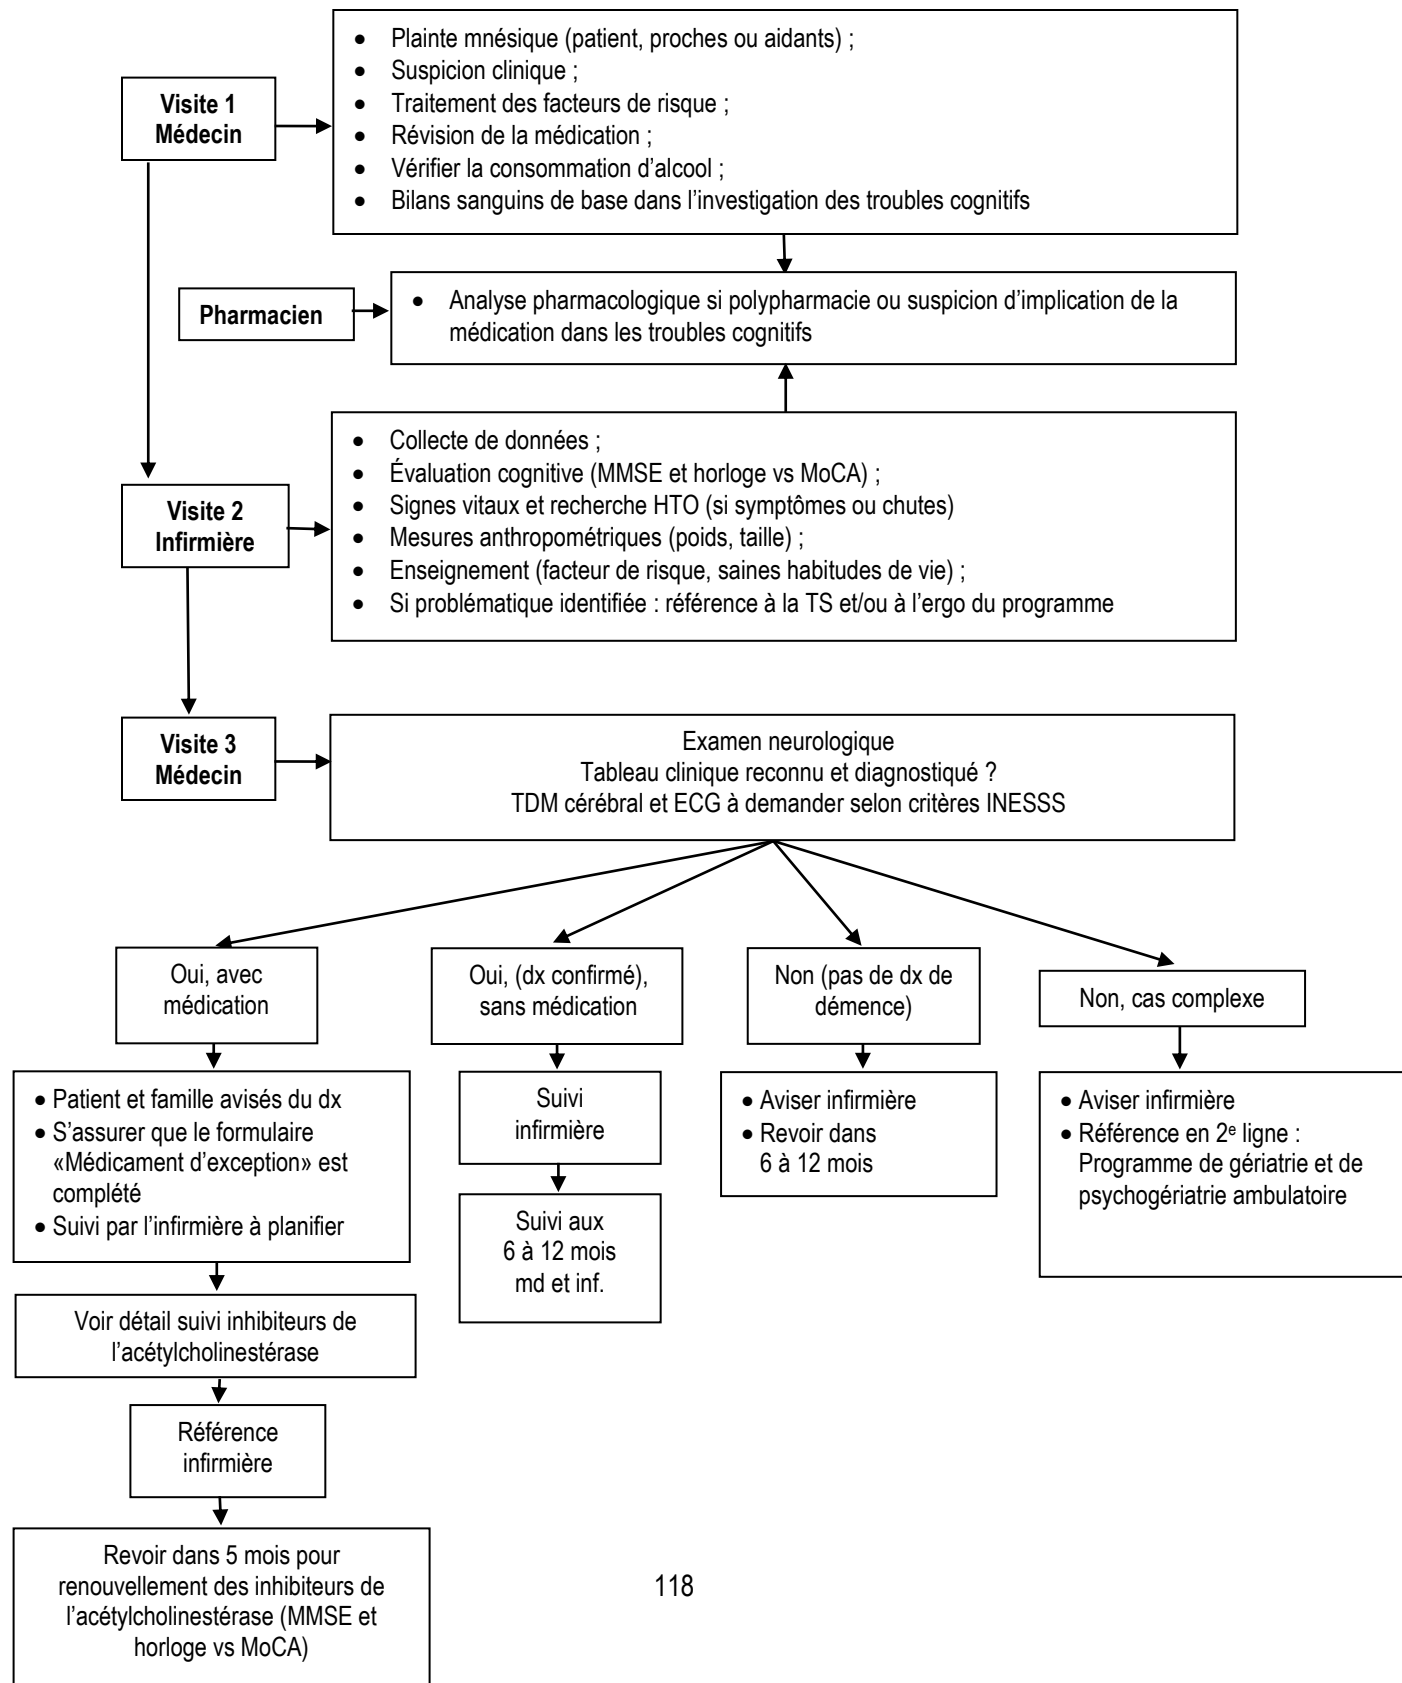 • Plainte mnésique (patient, proches ou aidants) ;
• Suspicion clinique ;
• Traitement des facteurs de risque ;
• Révision de la médication ;
• Vérifier la consommation d’alcool ;
• Bilans sanguins de base dans l’investigation des troubles cognitifs
Visite 1
Médecin
Pharmacien
• Analyse pharmacologique si polypharmacie ou suspicion d’implication de la
médication dans les troubles cognitifs
• Collecte de données ;
• Évaluation cognitive (MMSE et horloge vs MoCA) ;
• Signes vitaux et recherche HTO (si symptômes ou chutes)
• Mesures anthropométriques (poids, taille) ;
• Enseignement (facteur de risque, saines habitudes de vie) ;
• Si problématique identifiée : référence à la TS et/ou à l’ergo du programme
Visite 2
Infirmière
Visite 3
Médecin
Examen neurologique
Tableau clinique reconnu et diagnostiqué ?
TDM cérébral et ECG à demander selon critères INESSS
Oui, avec
médication
Oui, (dx confirmé),
sans médication
Non (pas de dx de
démence)
Non, cas complexe
• Patient et famille avisés du dx
• S’assurer que le formulaire
«Médicament d’exception» est
complété
• Suivi par l’infirmière à planifier
Suivi
infirmière
• Aviser infirmière
• Revoir dans
6 à 12 mois
• Aviser infirmière
• Référence en 2e ligne :
Programme de gériatrie et de
psychogériatrie ambulatoire
Suivi aux
6 à 12 mois
md et inf.
Voir détail suivi inhibiteurs de
l’acétylcholinestérase
Référence
infirmière
Revoir dans 5 mois pour
renouvellement des inhibiteurs de
l’acétylcholinestérase (MMSE et
horloge vs MoCA)
118